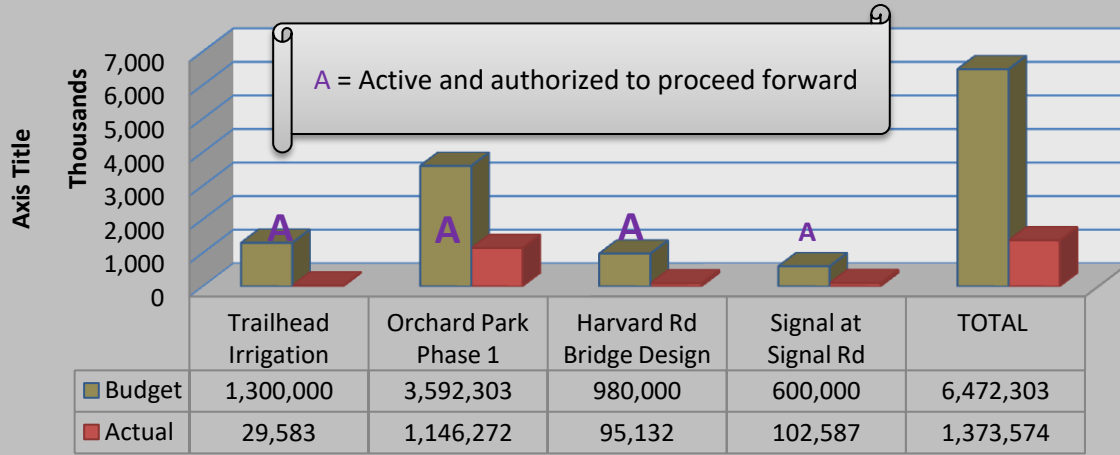 A = Active and authorized to proceed forward
Axis Title
Thousands
7,000
6,000
5,000
4,000
3,000
2,000
1,000
0
A
A
A
A
Trailhead Irrigation
Orchard Park Phase 1
Harvard Rd Bridge Design
Signal at Signal Rd
TOTAL
Budget 1,300,000 3,592,303 980,000 600,000 6,472,303
Actual 29,583 1,146,272 95,132 102,587 1,373,574